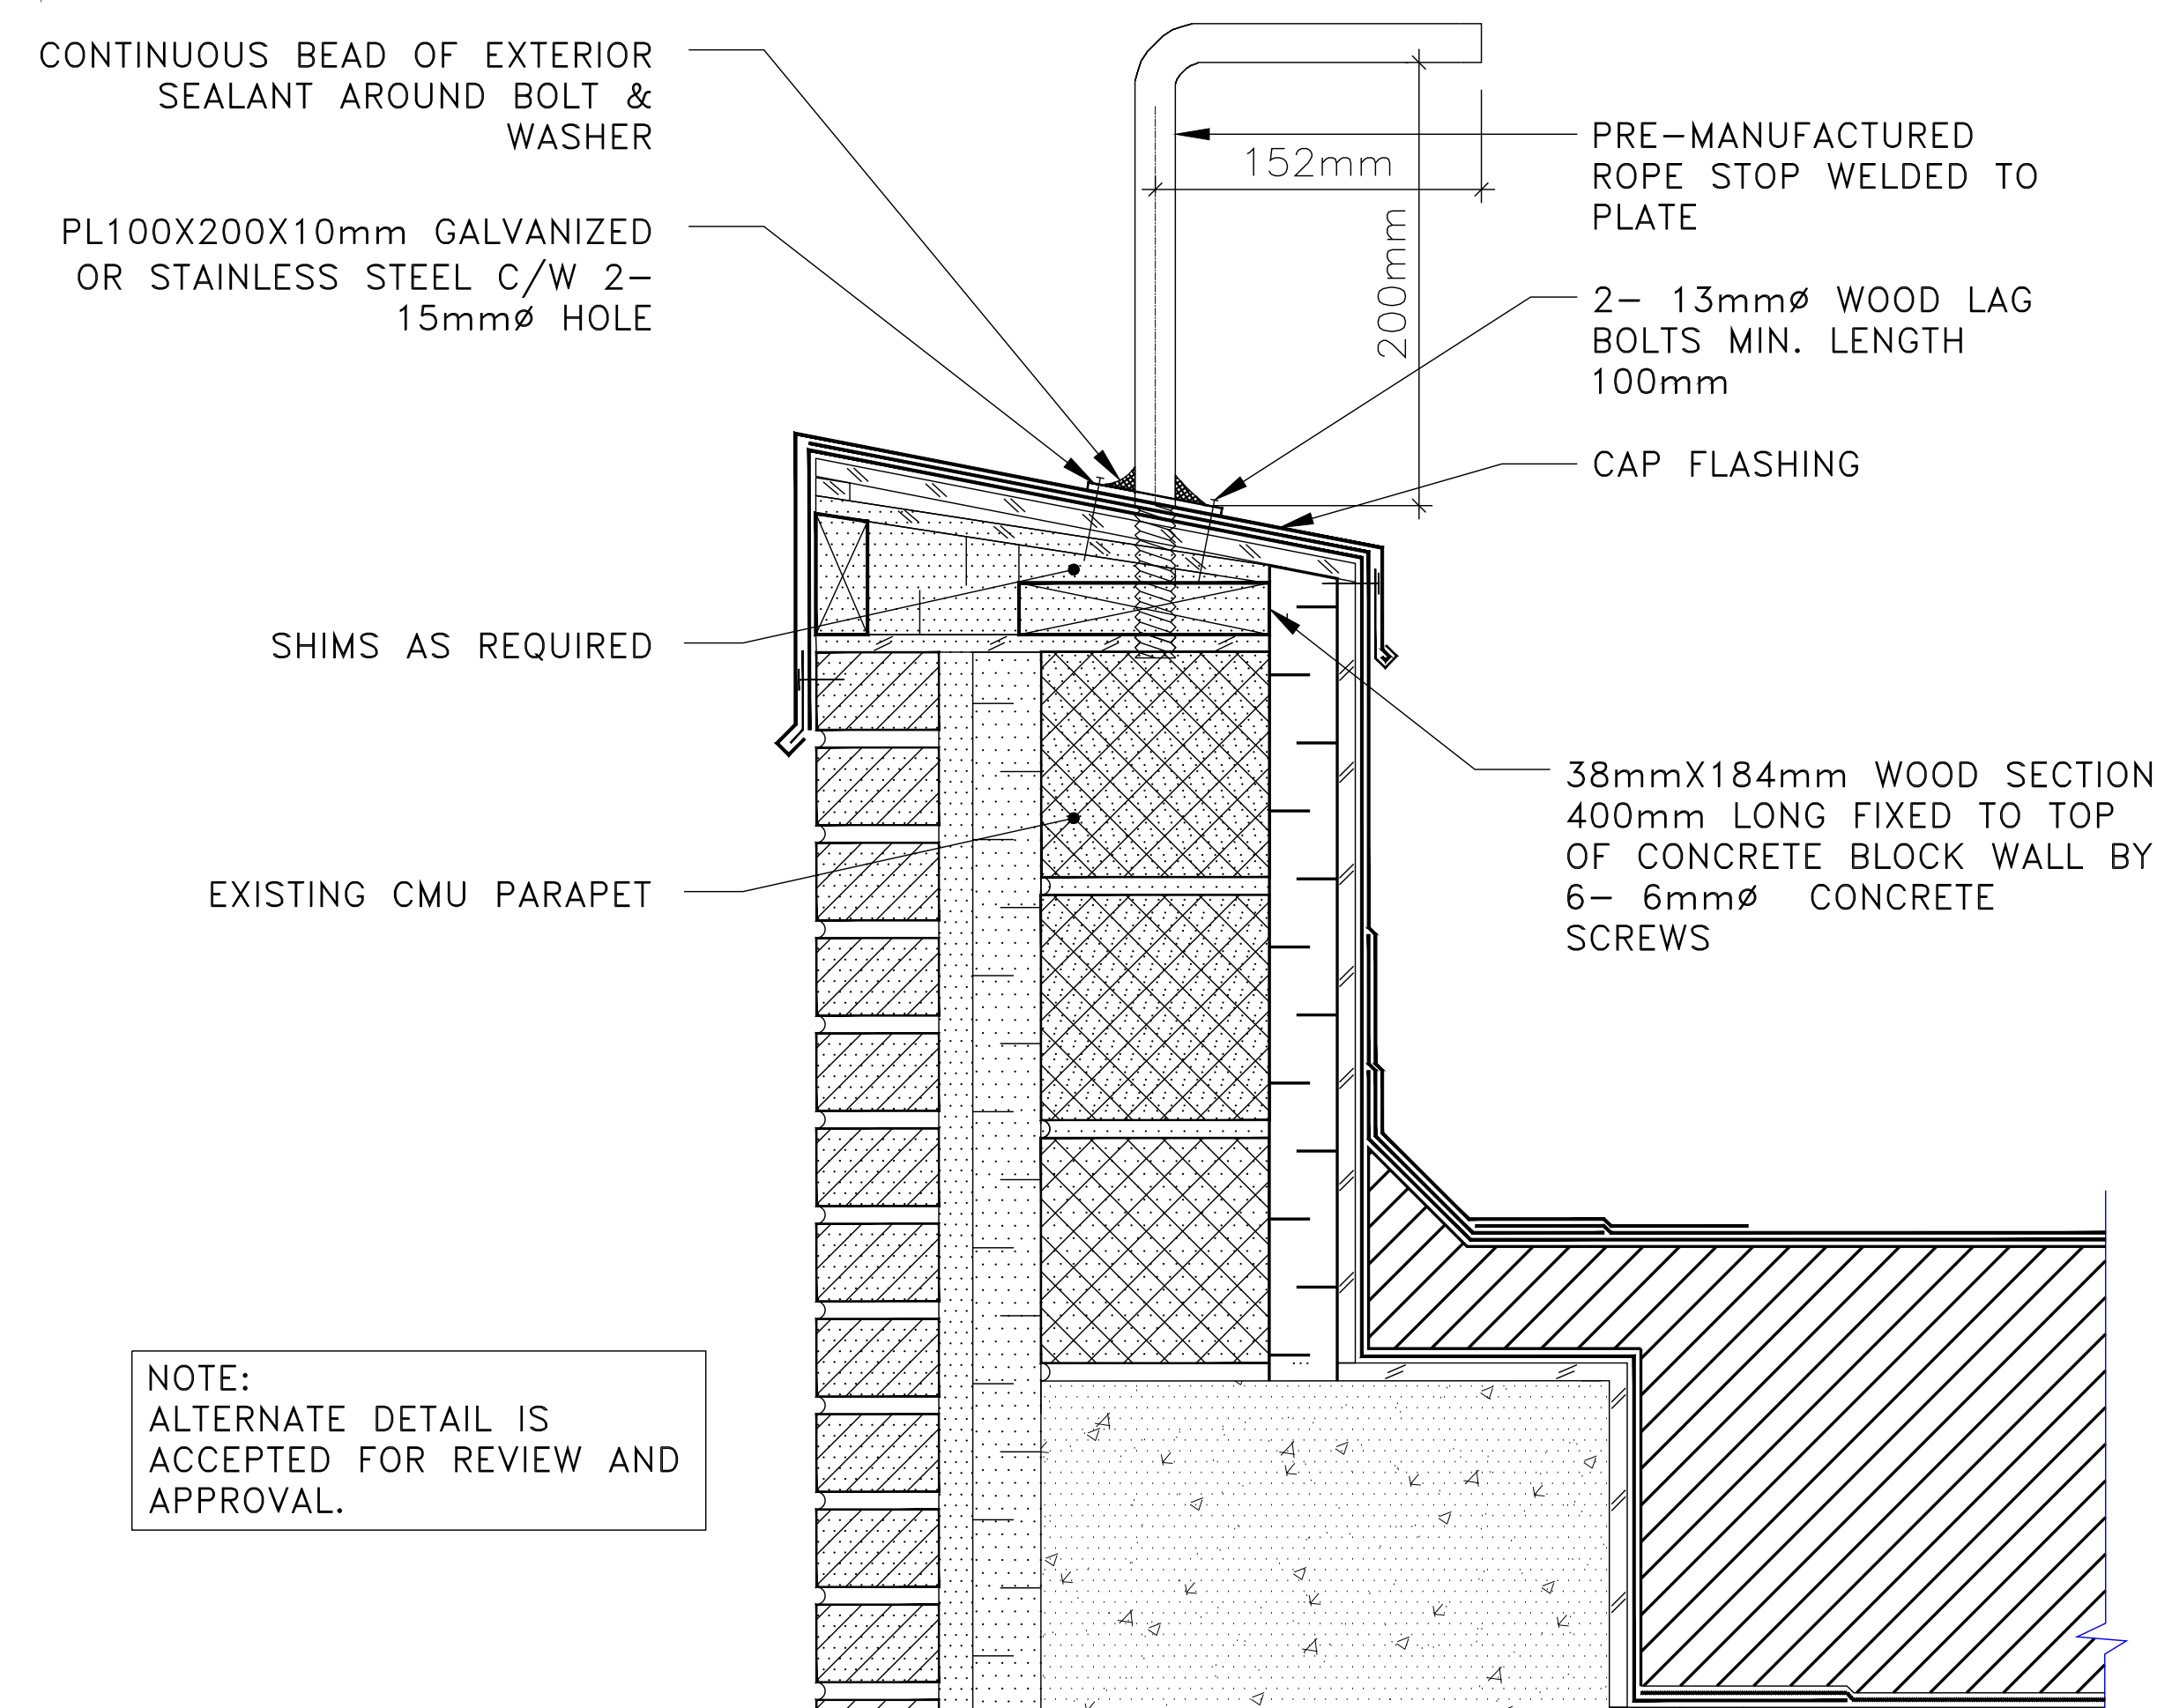 CONTINUOUS BEAD OF EXTERIOR
SEALANT AROUND BOLT &
WASHER
PL100X200X10mm GALVANIZED
OR STAINLESS STEEL C/W 2-
15mmø HOLE
SHIMS AS REQUIRED
EXISTING CMU PARAPET
NOTE:
ALTERNATE DETAIL IS
ACCEPTED FOR REVIEW AND
APPROVAL.
152mm
200mm
PRE-MANUFACTURED
ROPE STOP WELDED TO
PLATE
2- 13mmø WOOD LAG
BOLTS MIN. LENGTH
100mm
CAP FLASHING
38mmX184mm WOOD SECTION
400mm LONG FIXED TO TOP
OF CONCRETE BLOCK WALL BY
6- 6mmø CONCRETE
SCREWS